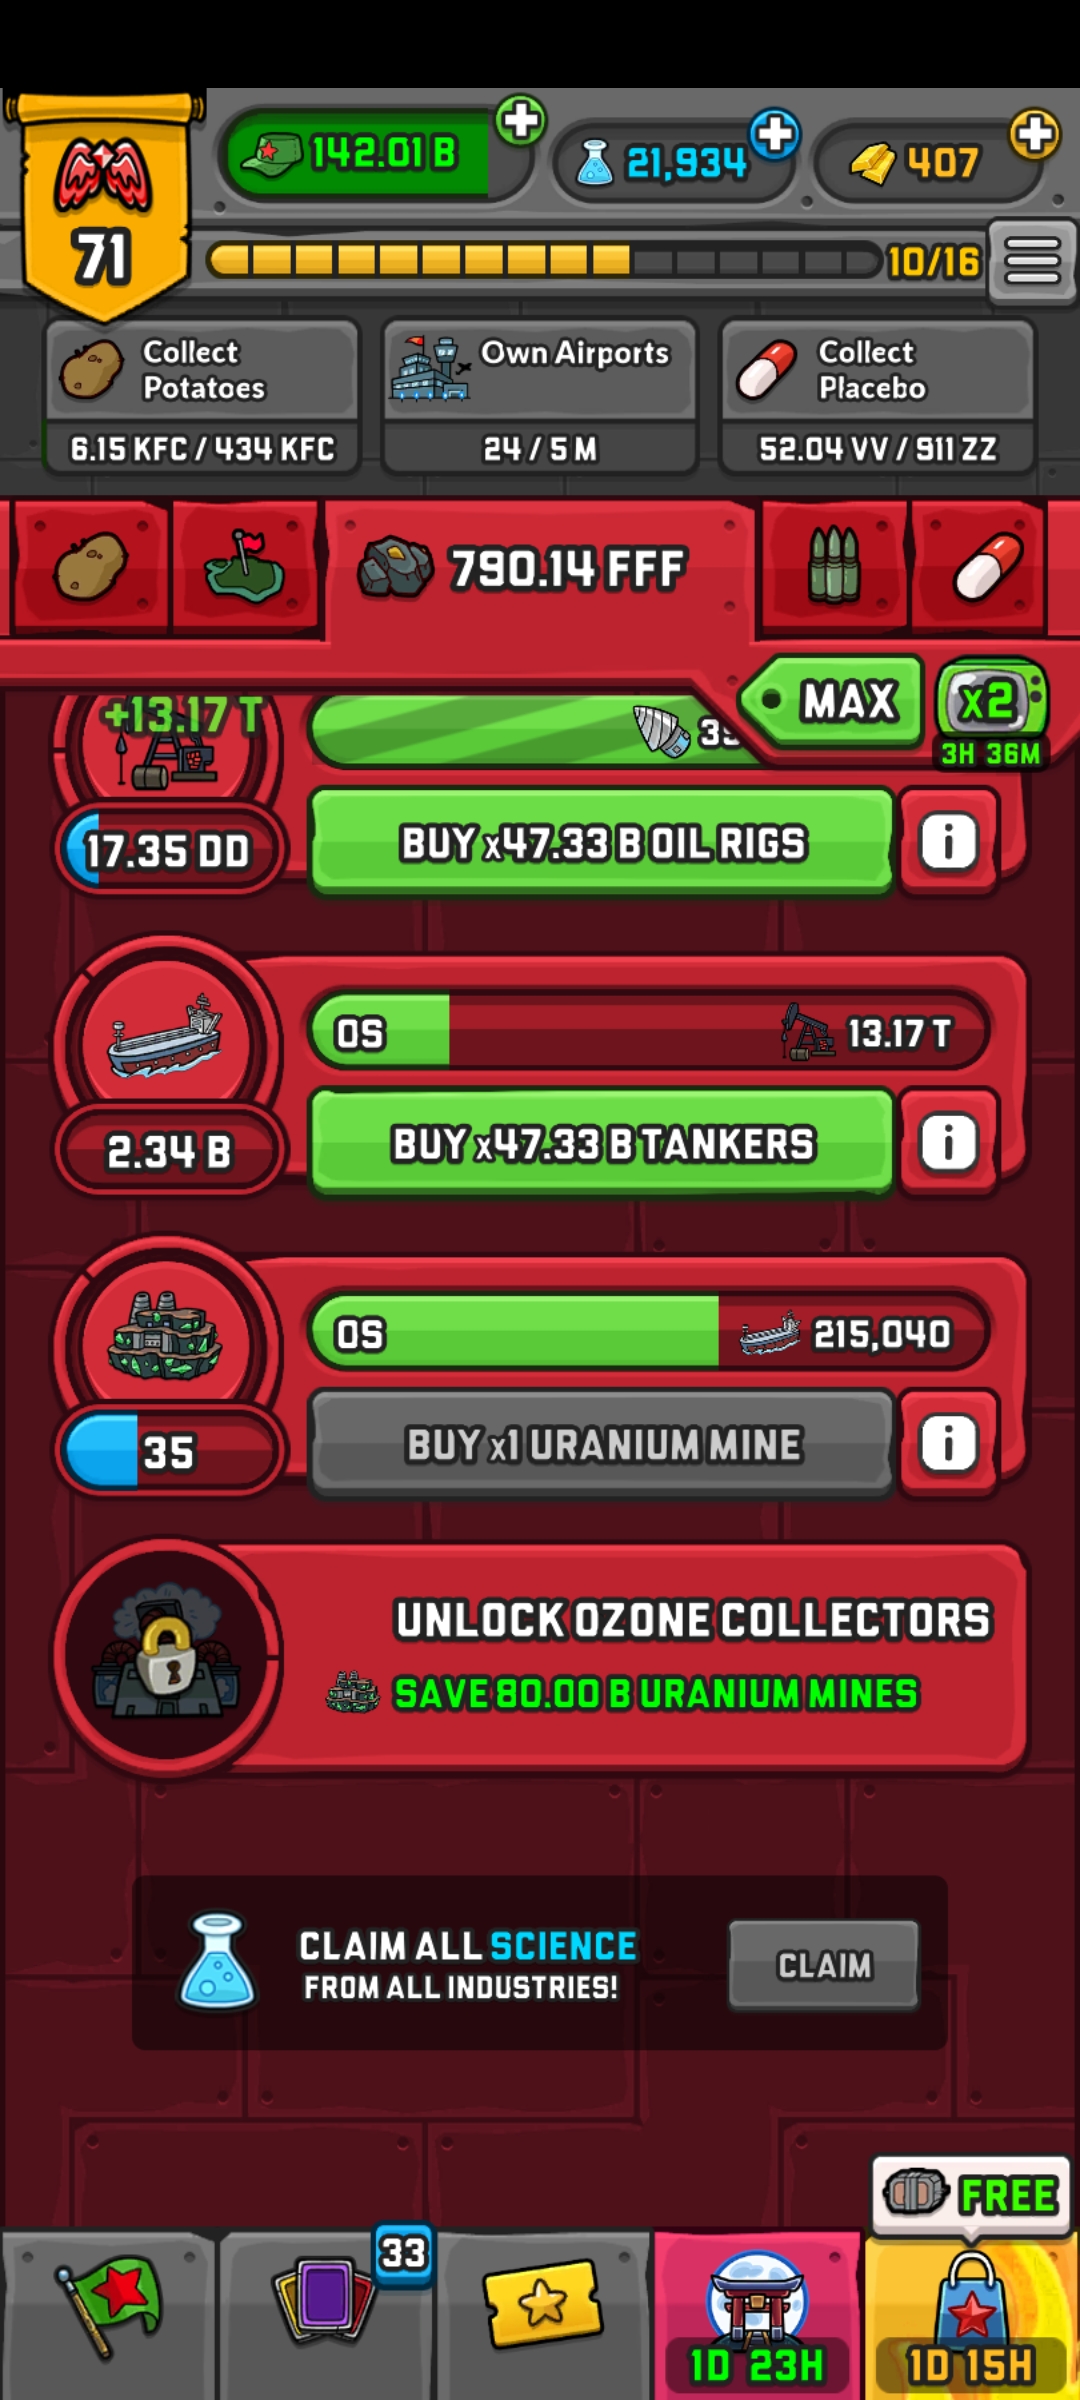 142.01 B
21,934
407
71
10/16
Collect
Potatoes
6.15 KFC / 434 KFC
Own Airports
24 / 5 M
Collect
Placebo
52.04 VV / 911 ZZ
790.14 FFF
MAX
x2
3H 36M
+13.17 T
17.35 DD
BUY x47.33 B OIL RIGS
i
0S
13.17 T
2.34 B
BUY x47.33 B TANKERS
i
0S
215,040
35
BUY x1 URANIUM MINE
i
UNLOCK OZONE COLLECTORS
SAVE 80.00 B URANIUM MINES
CLAIM ALL SCIENCE
FROM ALL INDUSTRIES!
CLAIM
FREE
33
1D 23H
1D 15H